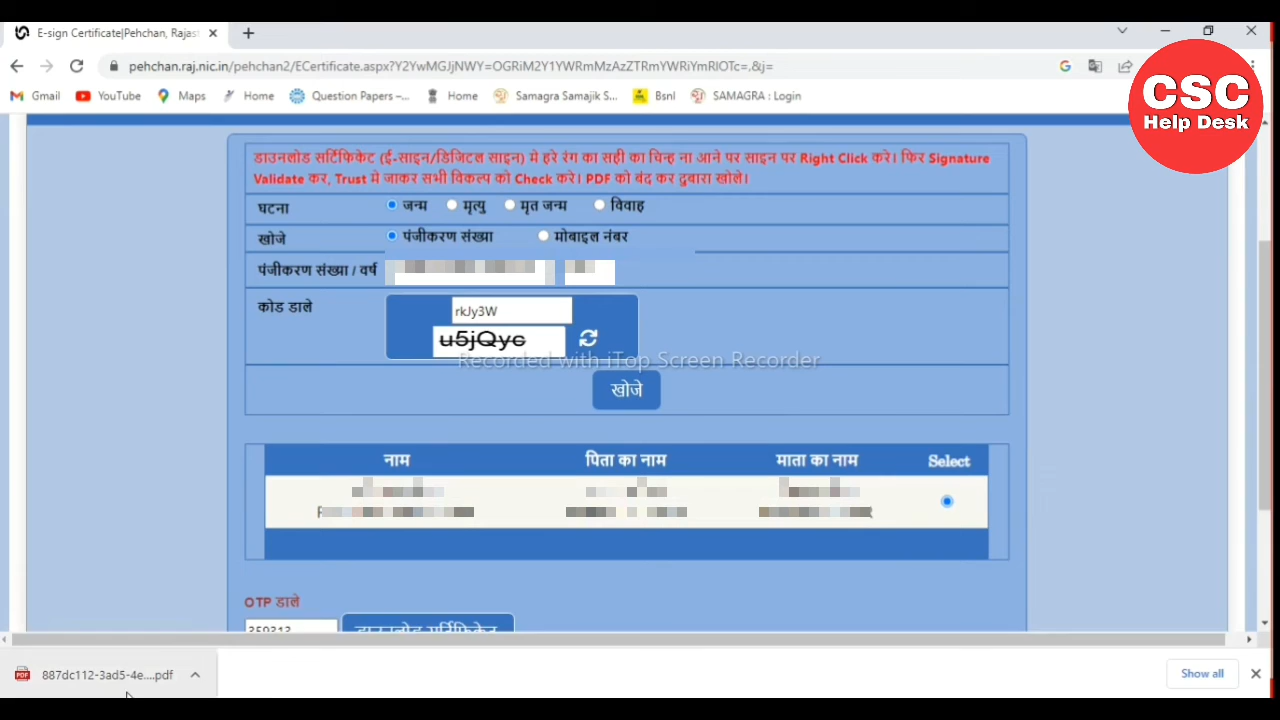 E-sign Certificate|Pehchan, Rajas
pehchan.raj.nic.in/pehchan2/ECertificate.aspx?Y2YwMGJjNWY=OGRiM2Y1YWRmMzAzZTRmYWRiYmRlOTc=,&j=
Gmail YouTube Maps Home Question Papers –... Home Samagra Samajik S... Bsnl SAMAGRA : Login
CSC
Help Desk
डाउनलोड सर्टिफिकेट (ई-साइन/डिजिटल साइन) मे हरे रंग का सही का चिन्ह ना आने पर साइन पर Right Click करे। फिर Signature
Validate कर, Trust मे जाकर सभी विकल्प को Check करे। PDF को बंद कर दुबारा खोले।
घटना जन्म मृत्यु मृत जन्म विवाह
खोजे पंजीकरण संख्या मोबाइल नंबर
पंजीकरण संख्या / वर्ष
कोड डाले rkJy3W
u5jQyc
Recorded with iTop Screen Recorder
खोजे
नाम पिता का नाम माता का नाम Select
OTP डाले
359313 डाउनलोड सर्टिफिकेट
887dc112-3ad5-4e....pdf Show all